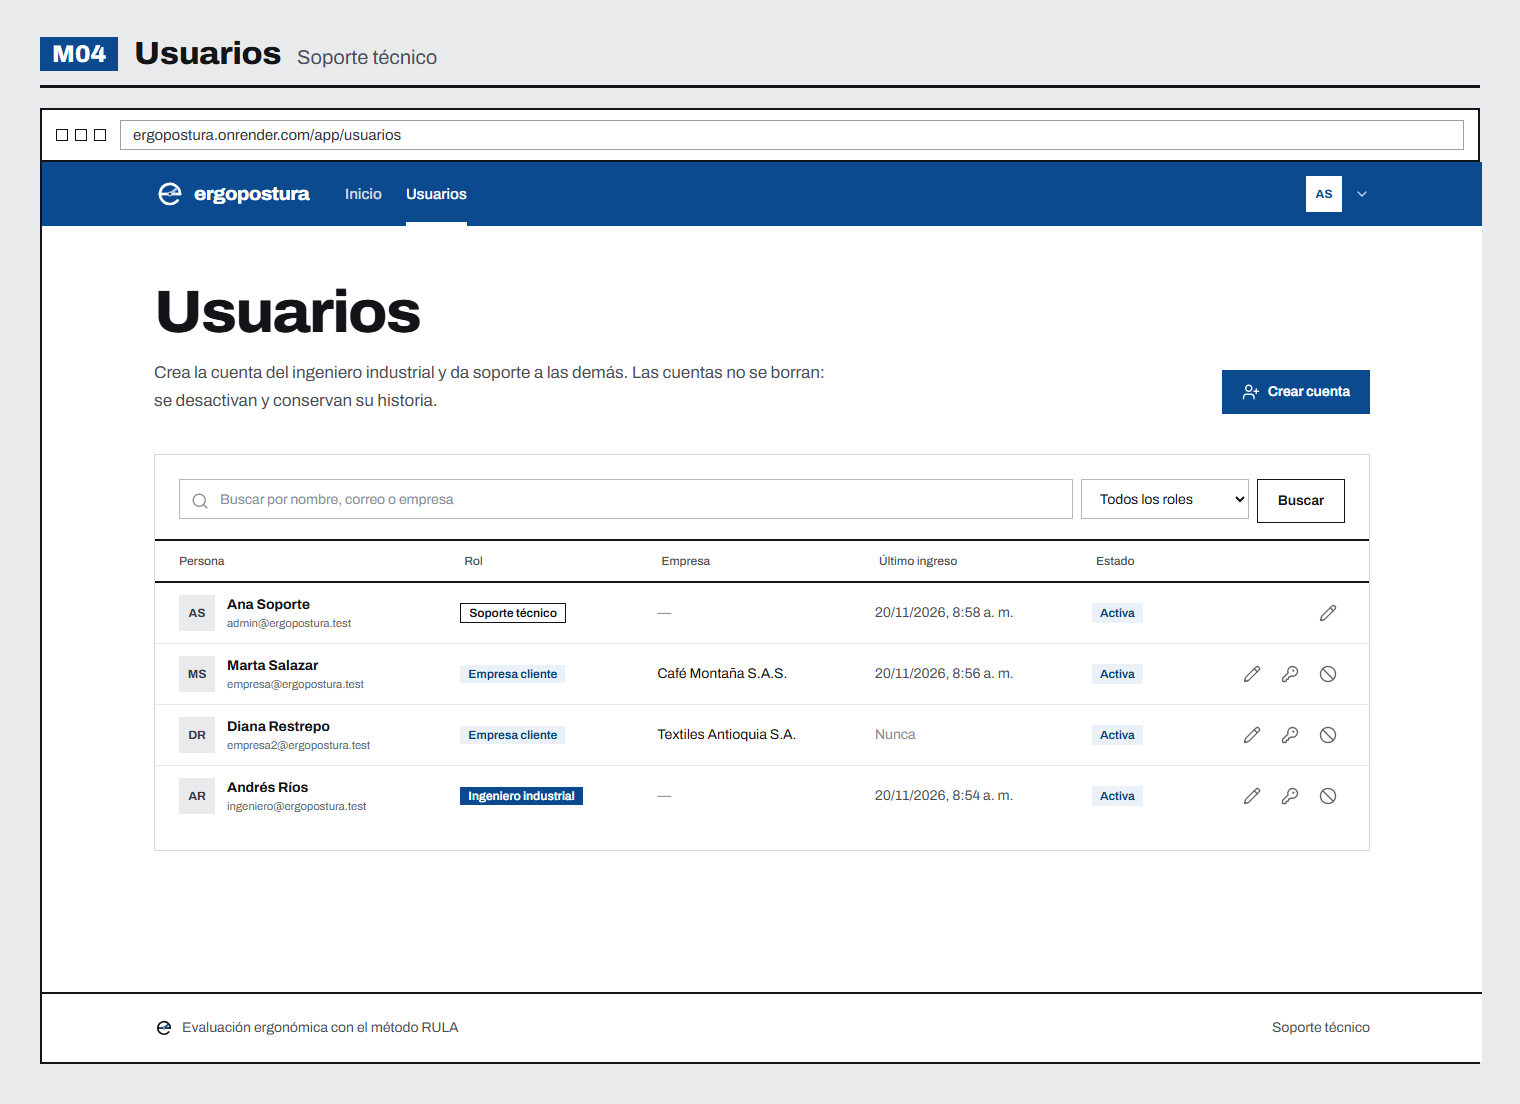 M04 Usuarios Soporte técnico
ergopostura.onrender.com/app/usuarios
ergopostura Inicio Usuarios AS
Usuarios
Crea la cuenta del ingeniero industrial y da soporte a las demás. Las cuentas no se borran:
se desactivan y conservan su historia.
Crear cuenta
Buscar por nombre, correo o empresa Todos los roles Buscar
Persona Rol Empresa Último ingreso Estado
AS Ana Soporte
admin@ergopostura.test
Soporte técnico — 20/11/2026, 8:58 a. m. Activa
MS Marta Salazar
empresa@ergopostura.test
Empresa cliente Café Montaña S.A.S. 20/11/2026, 8:56 a. m. Activa
DR Diana Restrepo
empresa2@ergopostura.test
Empresa cliente Textiles Antioquia S.A. Nunca Activa
AR Andrés Ríos
ingeniero@ergopostura.test
Ingeniero industrial — 20/11/2026, 8:54 a. m. Activa
Evaluación ergonómica con el método RULA Soporte técnico